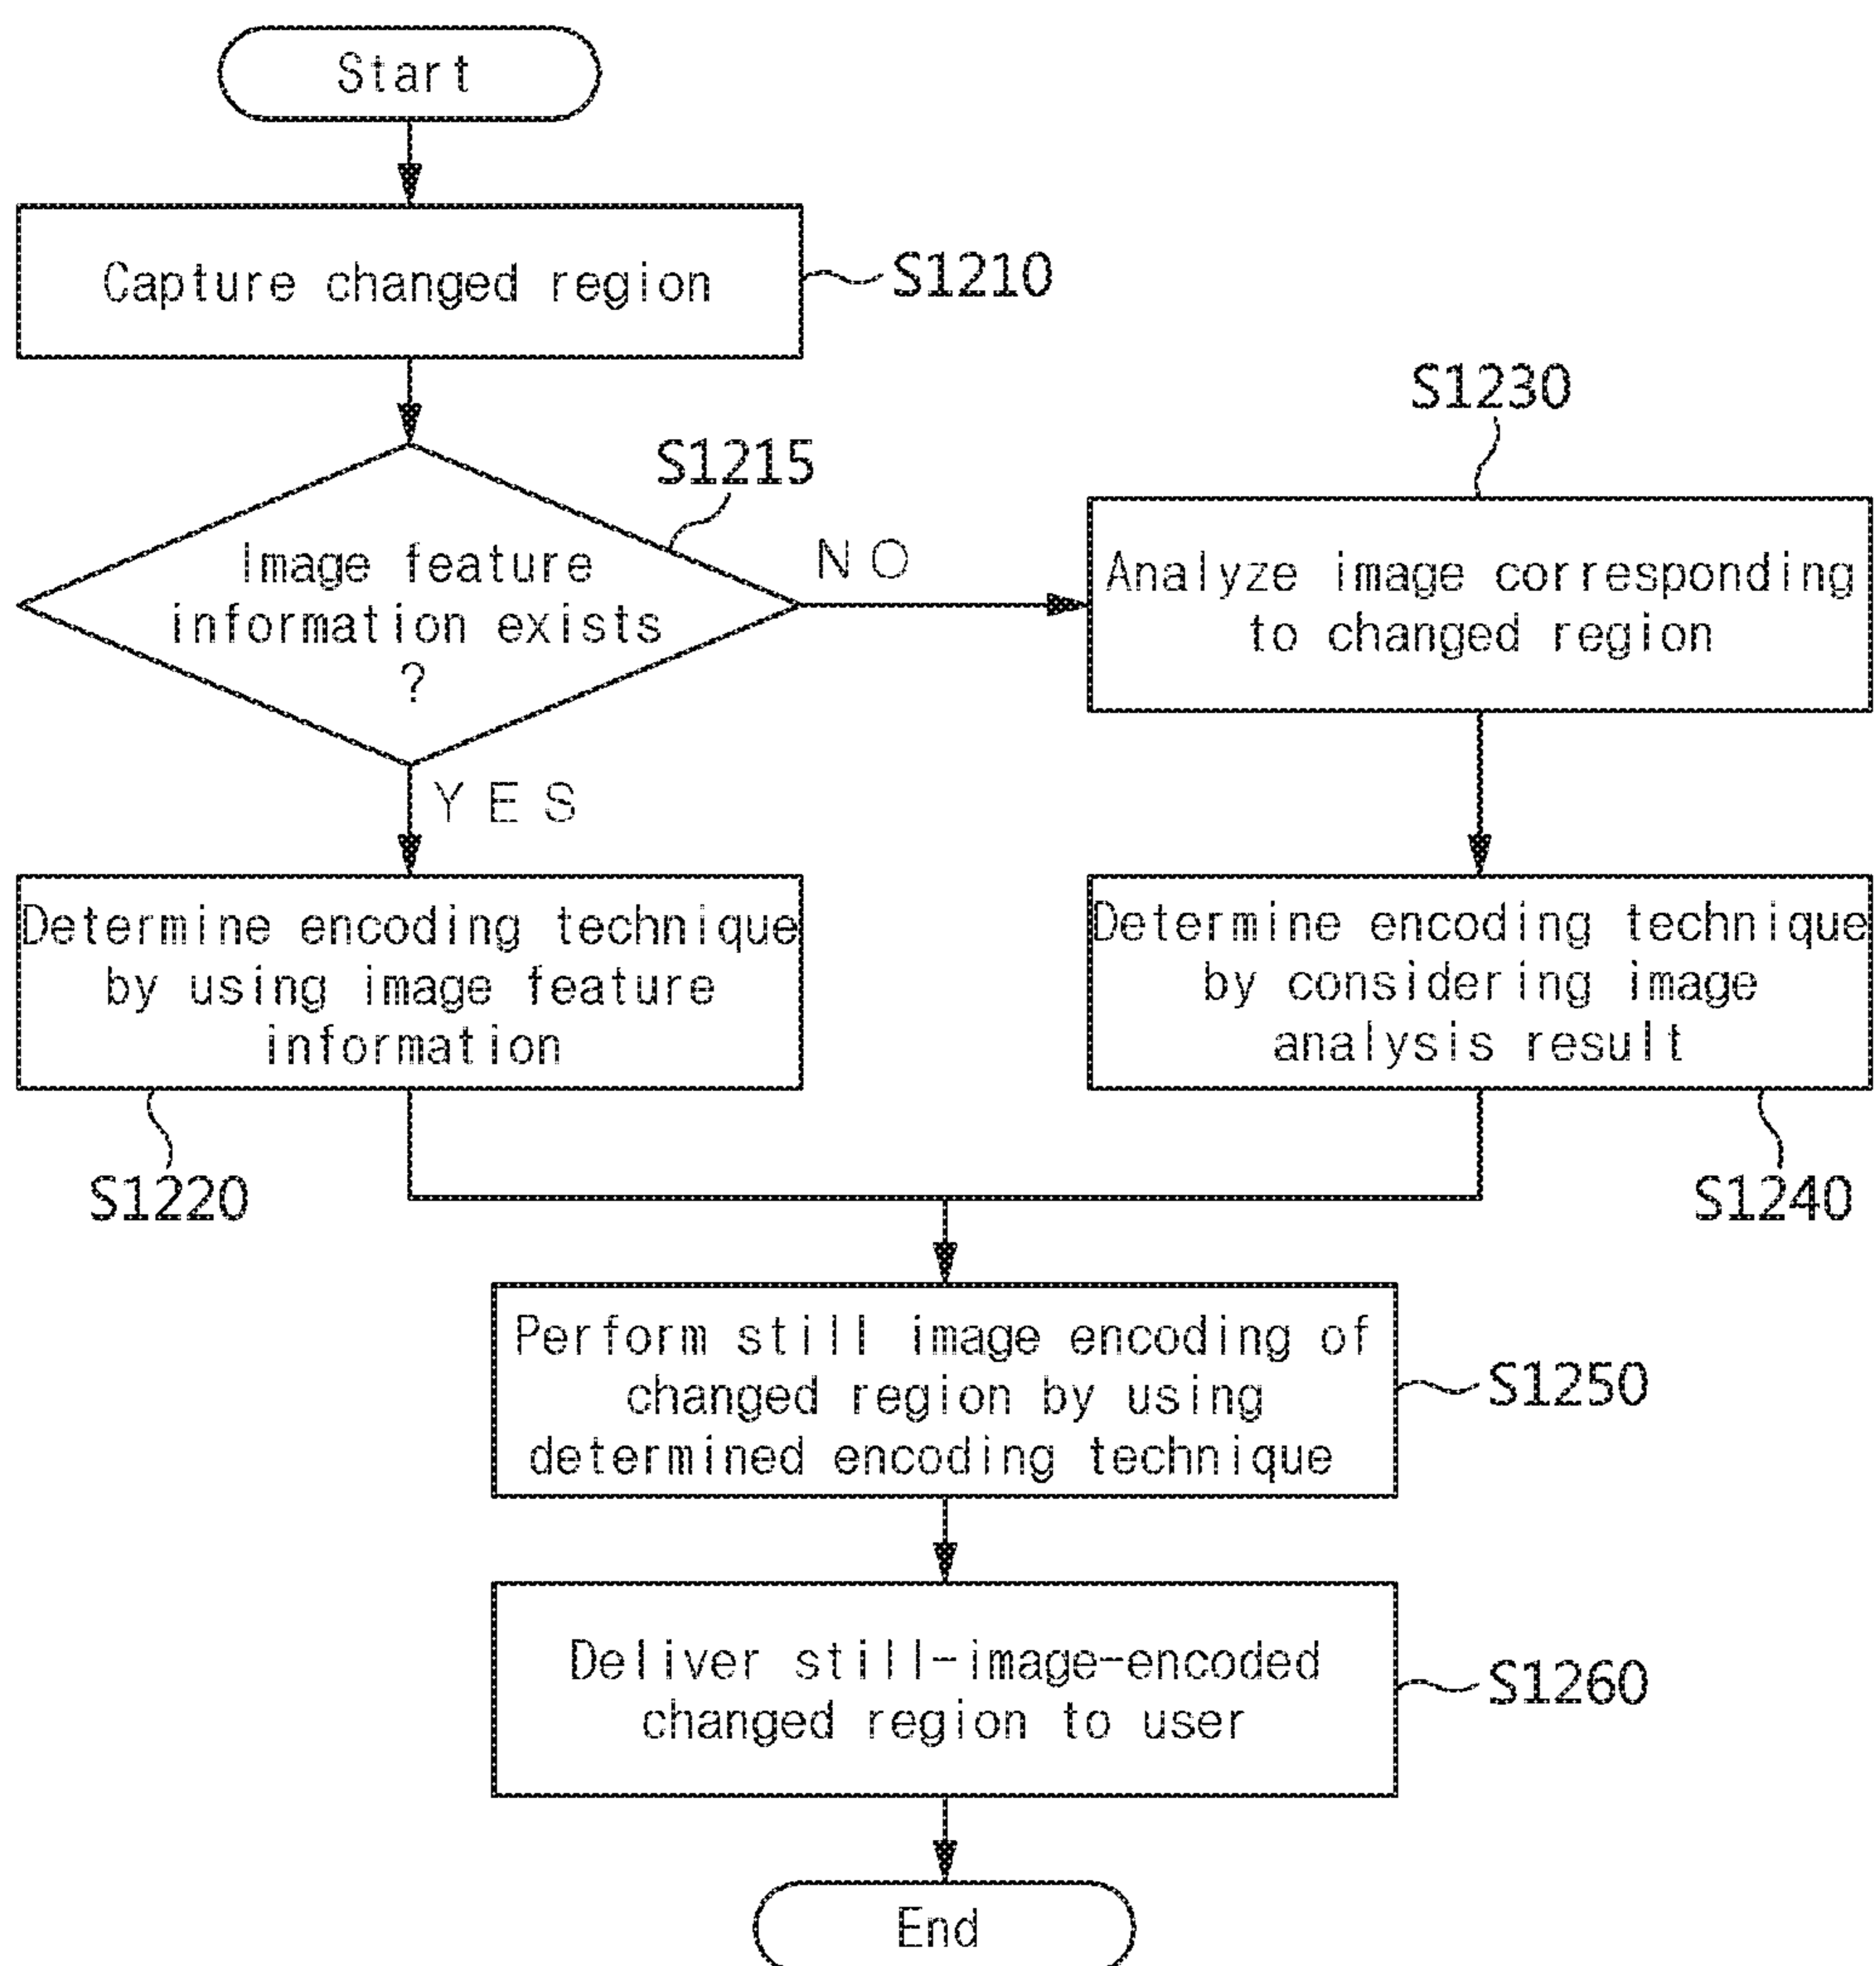 Start
Capture changed region
S1210
S1215
Image feature
information exists
?
NO
YES
S1230
Analyze image corresponding
to changed region
Determine encoding technique
by using image feature
information
S1220
Determine encoding technique
by considering image
analysis result
S1240
Perform still image encoding of
changed region by using
determined encoding technique
S1250
Deliver still-image-encoded
changed region to user
S1260
End